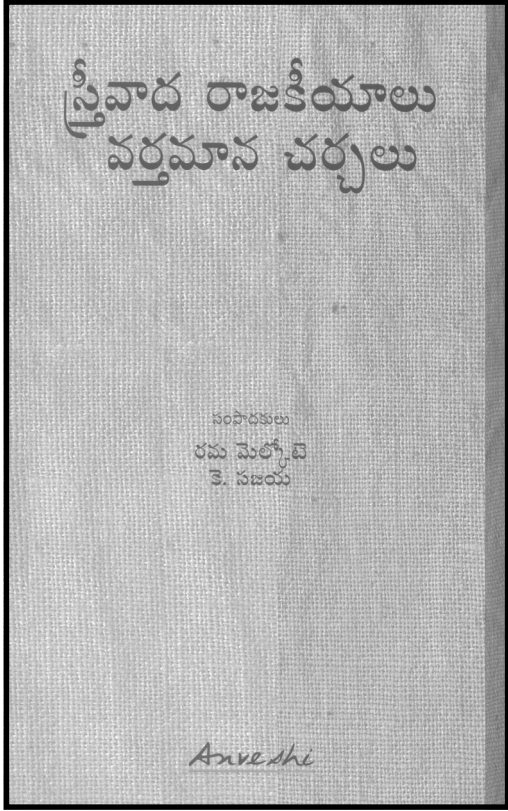 స్త్రీవాద రాజకీయాలు
వర్తమాన చర్చలు
సంపాదకులు
రమ మెల్కోటె
కె. సజయ
Anveshi